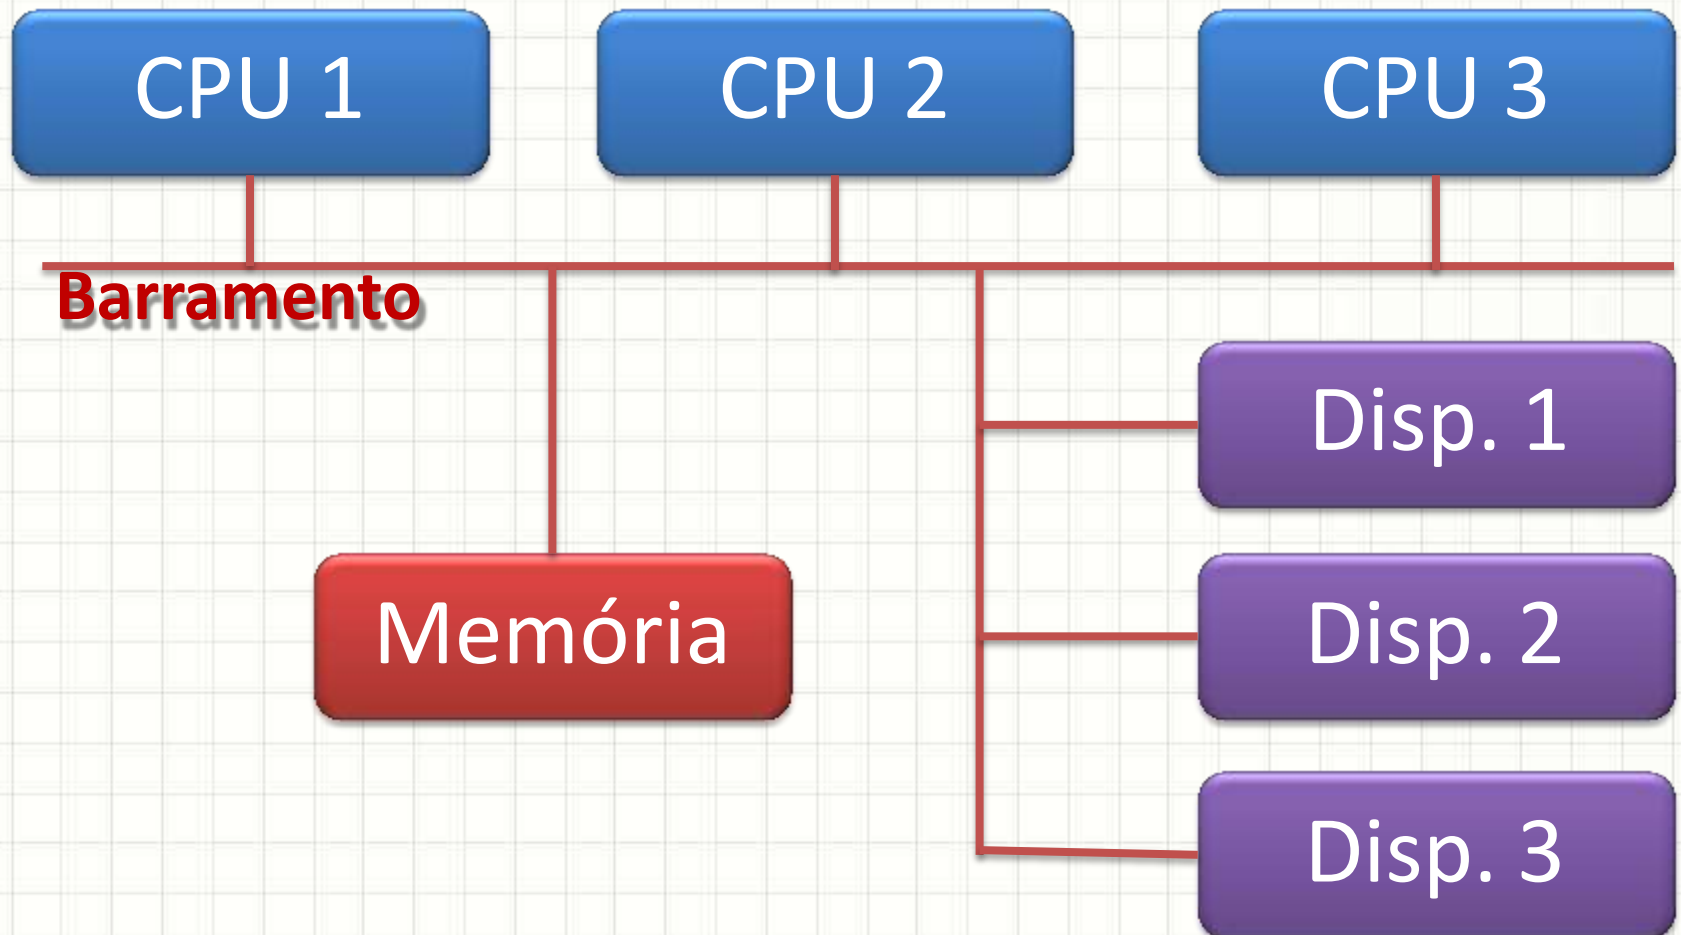 CPU 1
CPU 2
CPU 3
Barramento
Disp. 1
Memória
Disp. 2
Disp. 3